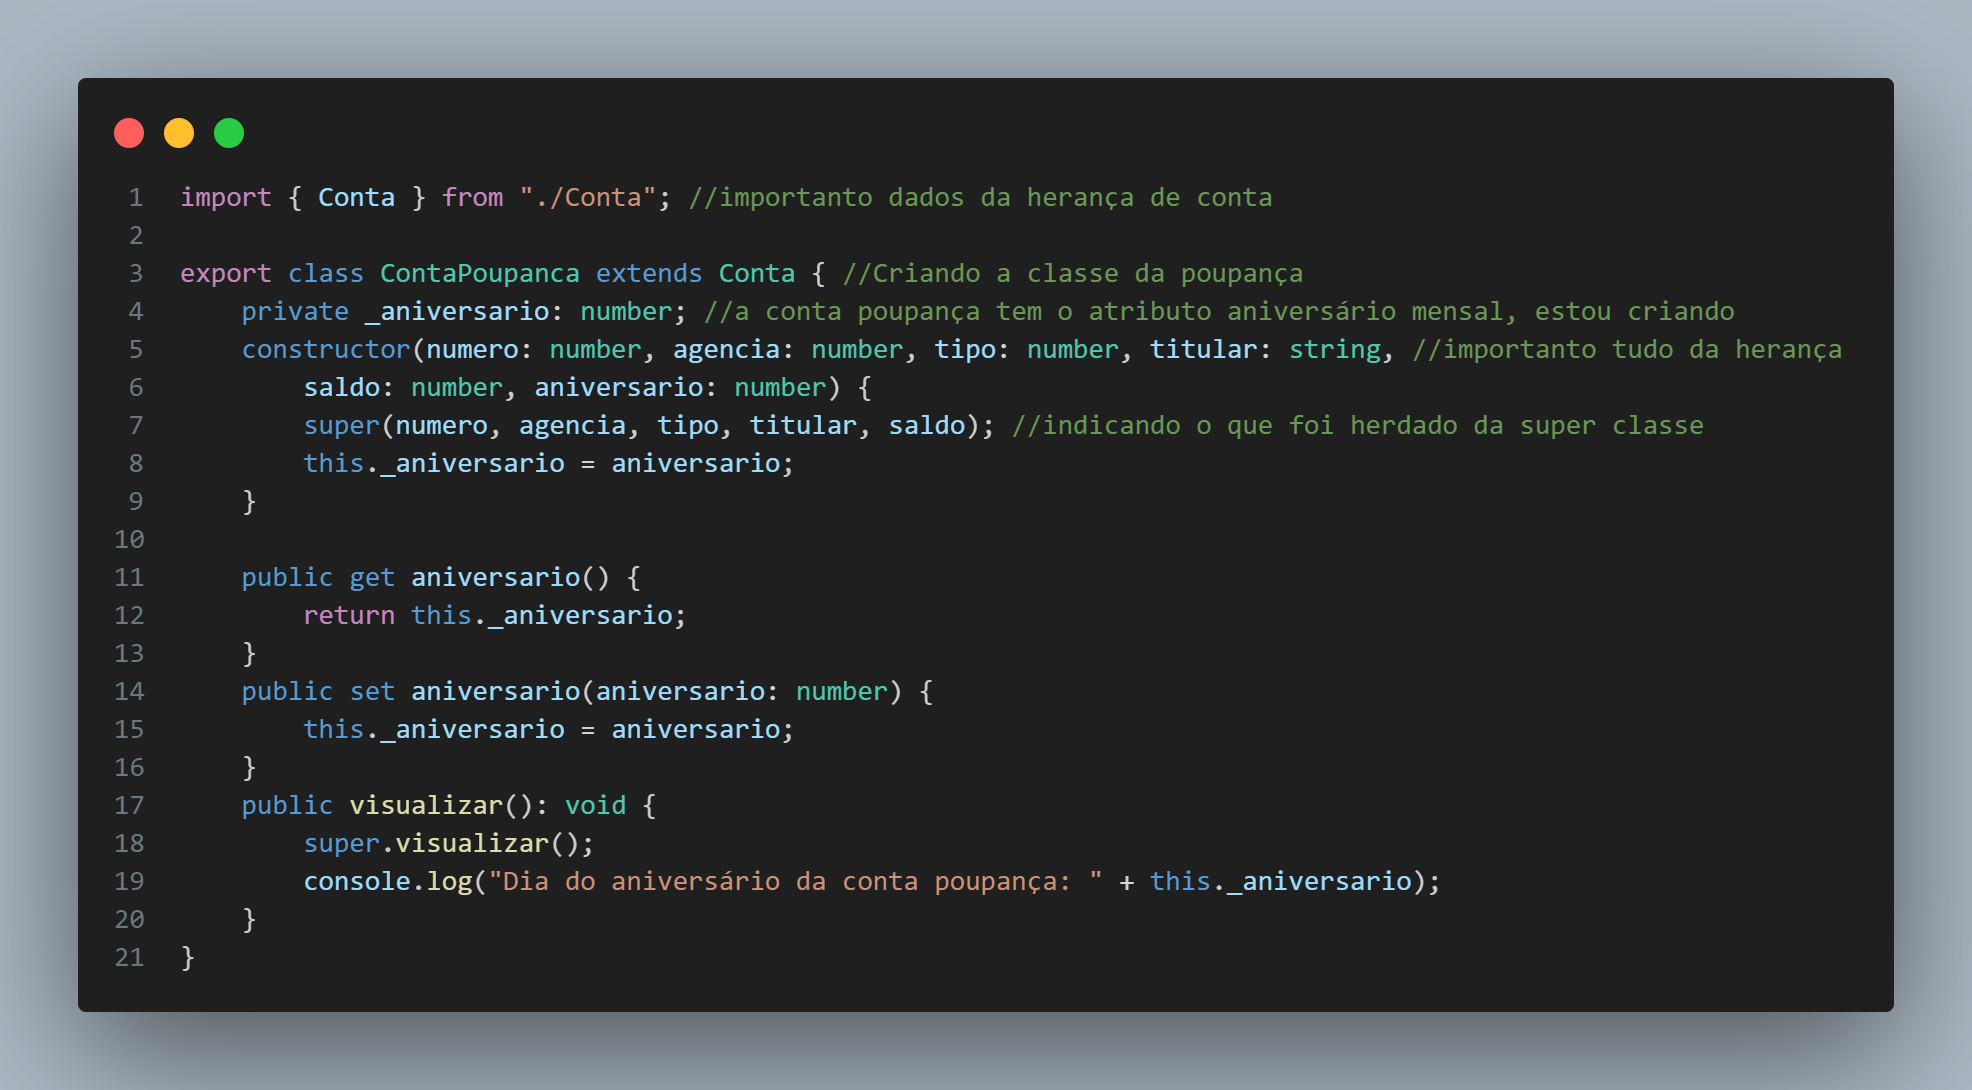 1 import { Conta } from "./Conta"; //importanto dados da herança de conta
2
3 export class ContaPoupanca extends Conta { //Criando a classe da poupança
4     private _aniversario: number; //a conta poupança tem o atributo aniversário mensal, estou criando
5     constructor(numero: number, agencia: number, tipo: number, titular: string, //importanto tudo da herança
6         saldo: number, aniversario: number) {
7         super(numero, agencia, tipo, titular, saldo); //indicando o que foi herdado da super classe
8         this._aniversario = aniversario;
9     }
10
11     public get aniversario() {
12         return this._aniversario;
13     }
14     public set aniversario(aniversario: number) {
15         this._aniversario = aniversario;
16     }
17     public visualizar(): void {
18         super.visualizar();
19         console.log("Dia do aniversário da conta poupança: " + this._aniversario);
20     }
21 }